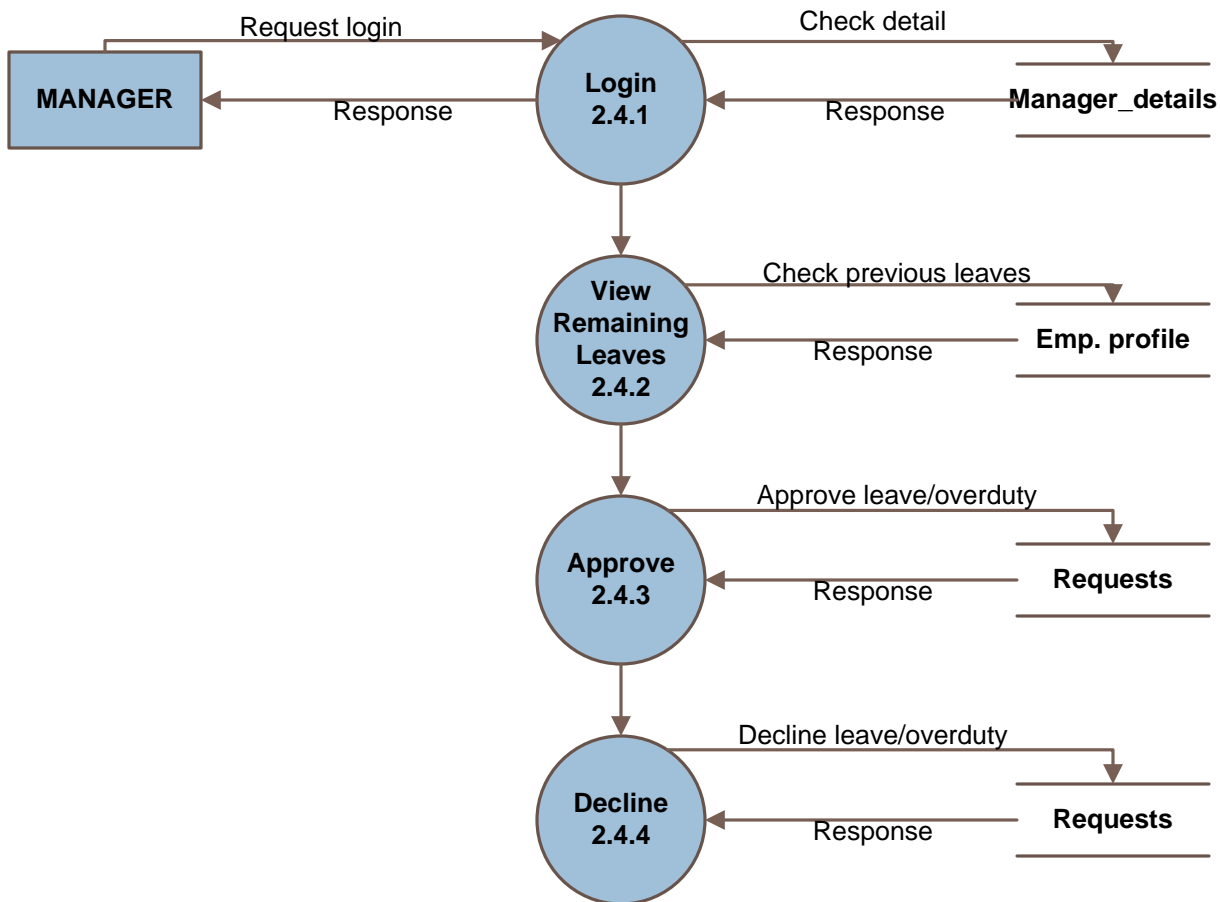 Request login
Check detail
MANAGER
Login
2.4.1
Manager_details
Response
Response
View
Remaining
Leaves
2.4.2
Check previous leaves
Emp. profile
Response
Approve leave/overduty
Approve
2.4.3
Requests
Response
Decline leave/overduty
Decline
2.4.4
Requests
Response